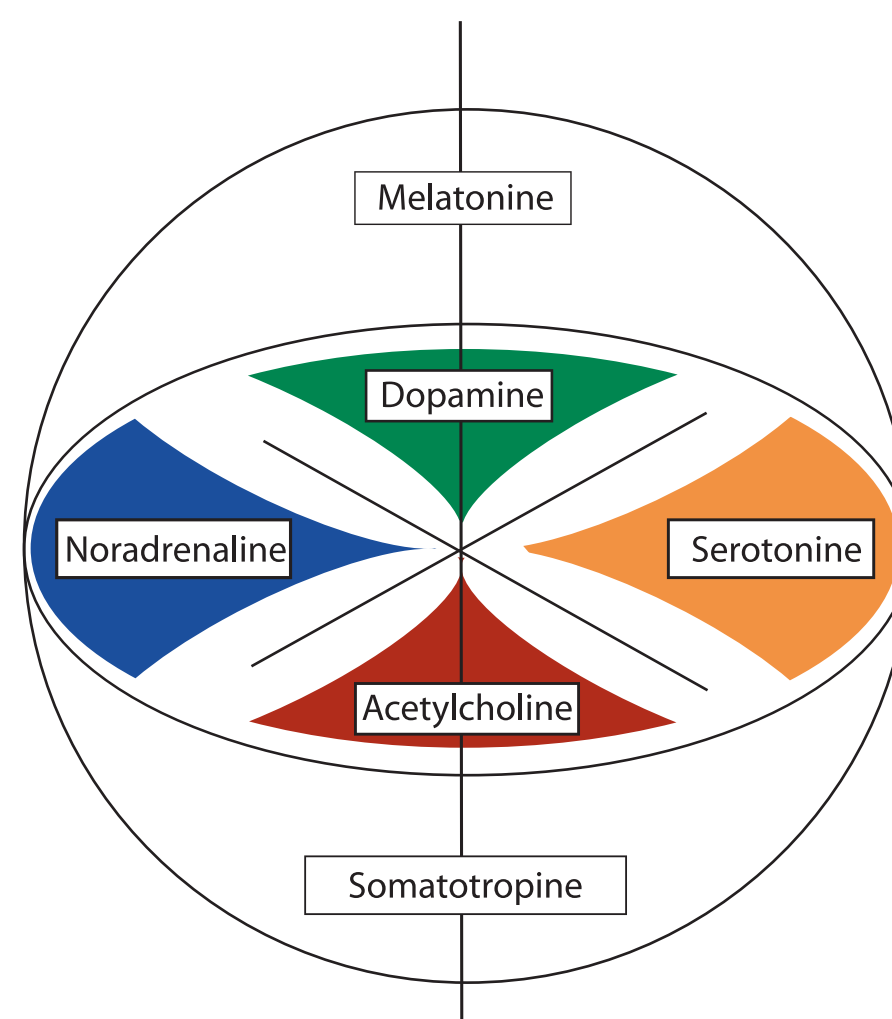 Melatonine
Dopamine
Noradrenaline
Serotonine
Acetylcholine
Somatotropine